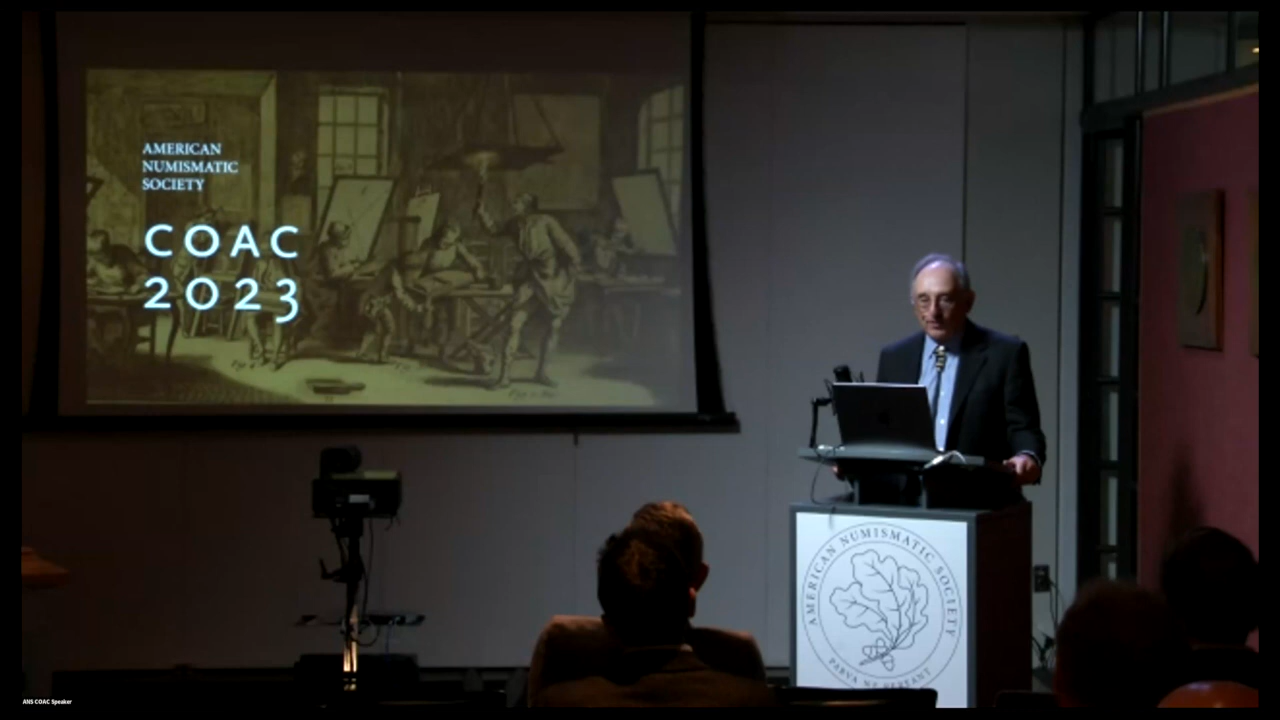 AMERICAN
NUMISMATIC
SOCIETY
COAC
2023
AMERICAN NUMISMATIC SOCIETY
PARVA NE PEREANT
ANS COAC Speaker